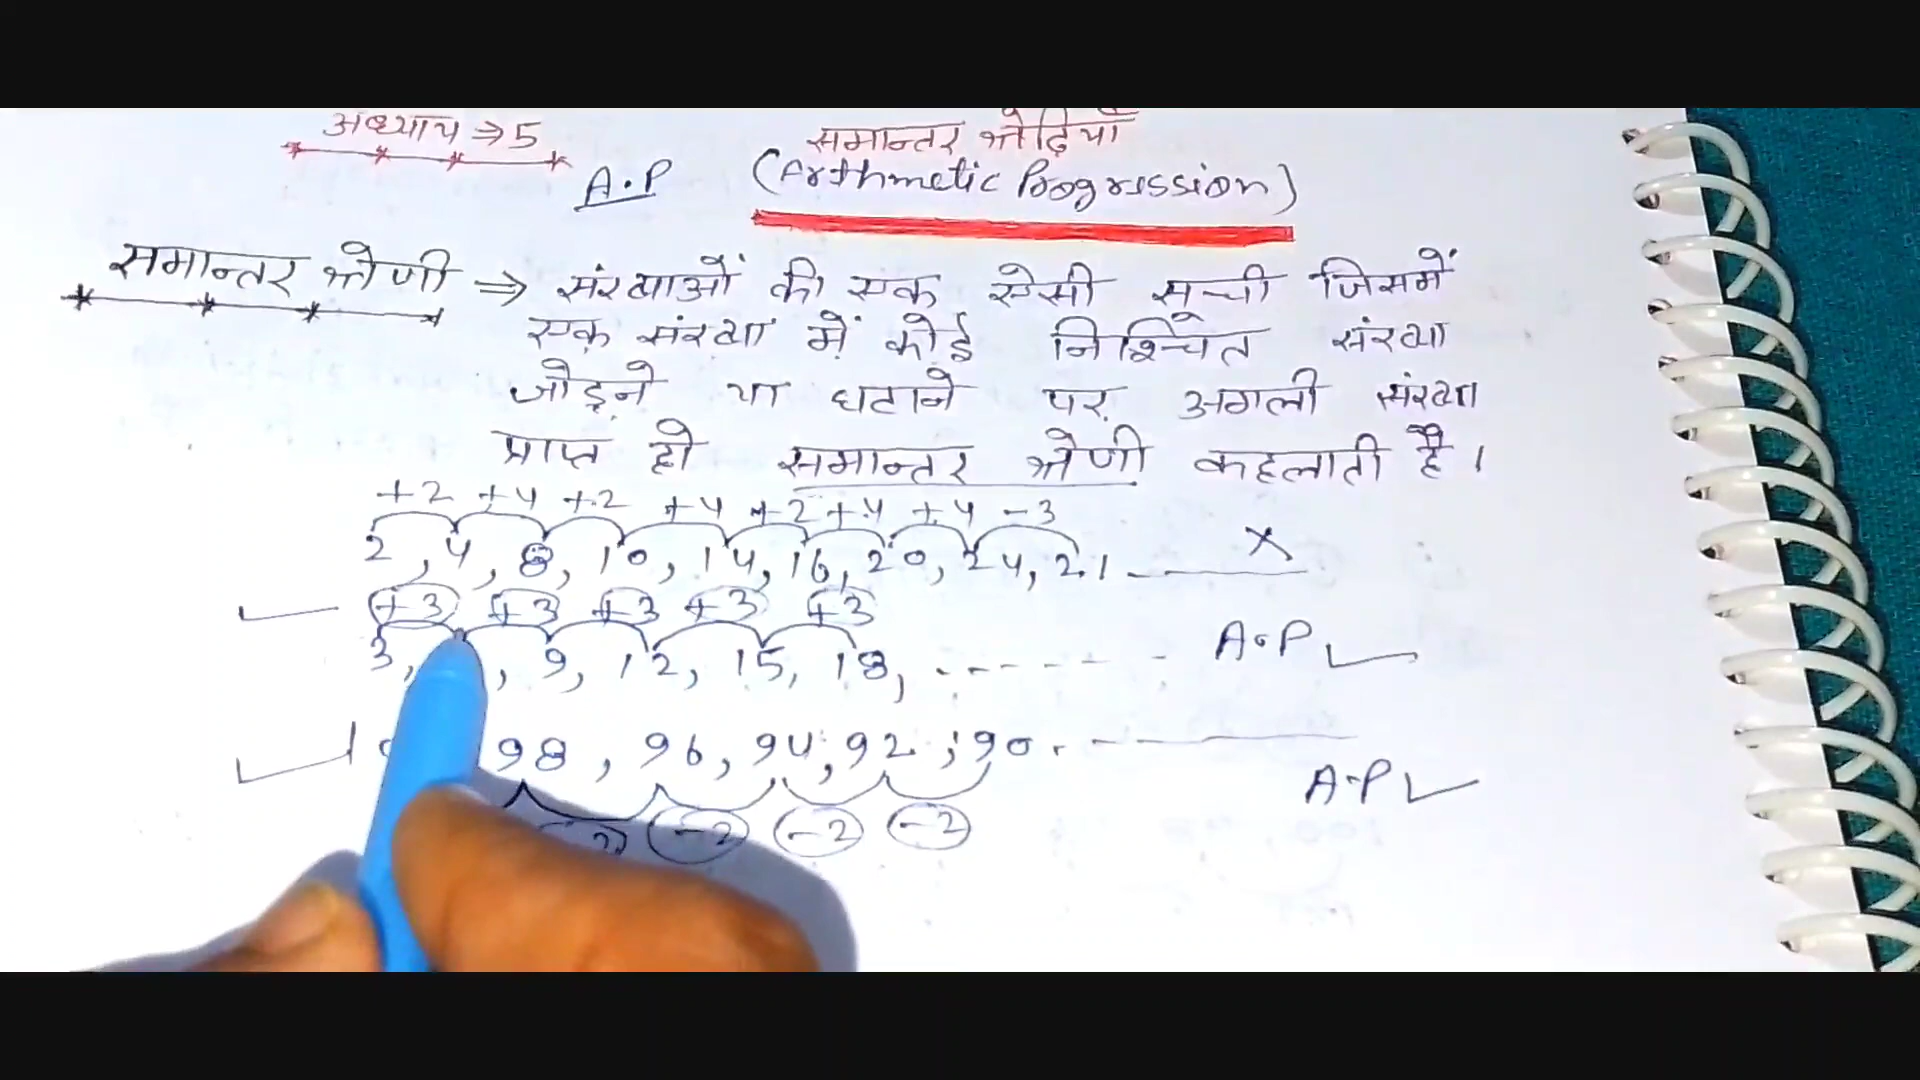 अध्याय ⇒ 5
समान्तर श्रेढ़ियाँ
A.P (Arthmetic Progression)
समान्तर श्रेणी ⇒ संख्याओं की एक ऐसी सूची जिसमें
एक संख्या में कोई निश्चित संख्या
जोड़ने या घटाने पर अगली संख्या
प्राप्त हो समान्तर श्रेणी कहलाती है।
+2 +4 +2 +4 +2 +4 +4 -3
2, 4, 8, 10, 14, 16, 20, 24, 21 ×
✓ +3 +3 +3 +3 +3
3, , 9, 12, 15, 18, ------ A.P ✓
✓ 98, 96, 94, 92, 90. A.P ✓
-2 -2 -2